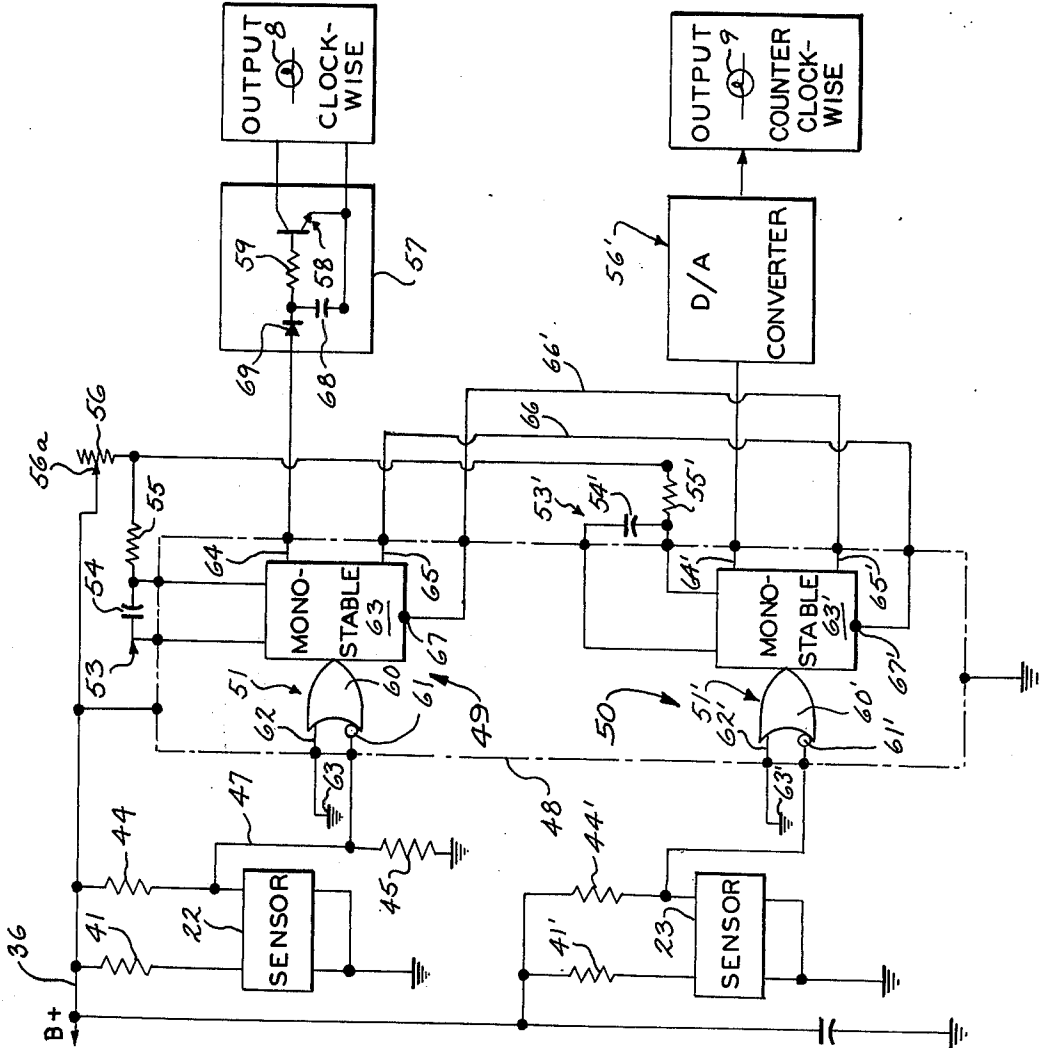 B+
36
41
44
SENSOR
22
47
45
62
63
51
60
61
49
53
54
55
56a
56
MONO-
STABLE
63
64
65
67
66
66'
69
68
59
58
57
OUTPUT
8
CLOCK-
WISE
48
41'
44'
SENSOR
23
62'
63'
51'
60'
61'
50
53'
54'
55'
MONO-
STABLE
63'
64'
65'
67'
56'
D/A
CONVERTER
OUTPUT
9
COUNTER
CLOCK-
WISE